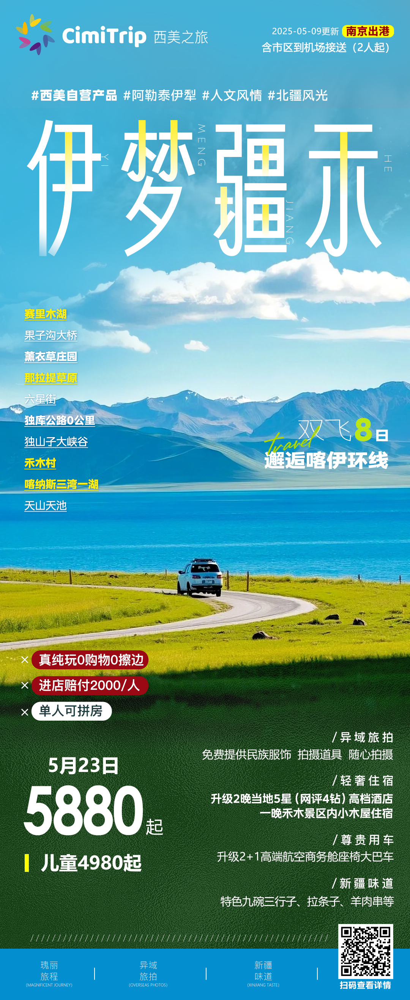 CimiTrip 西美之旅
2025-05-09更新 南京出港
含市区到机场接送（2人起）
#西美自营产品 #阿勒泰伊犁 #人文风情 #北疆风光
伊梦疆禾
YI
MENG
JIANG
HE
赛里木湖
果子沟大桥
薰衣草庄园
那拉提草原
六星街
独库公路0公里
独山子大峡谷
禾木村
喀纳斯三湾一湖
天山天池
双飞8日
travel
邂逅喀伊环线
× 真纯玩0购物0擦边
× 进店赔付2000/人
× 单人可拼房
5月23日
5880起
儿童4980起
/异域旅拍
免费提供民族服饰 拍摄道具 随心拍摄
/轻奢住宿
升级2晚当地5星（网评4钻）高档酒店
一晚禾木景区内小木屋住宿
/尊贵用车
升级2+1高端航空商务舱座椅大巴车
/新疆味道
特色九碗三行子、拉条子、羊肉串等
瑰丽
旅程
(MAGNIFICENT JOURNEY)
异域
旅拍
(OVERSEAS PHOTOS)
新疆
味道
(XINJIANG TASTE)
扫码查看详情